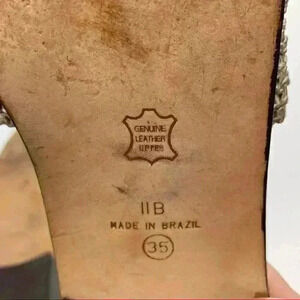 GENUINE
LEATHER
UPPER
11B
MADE IN BRAZIL
35